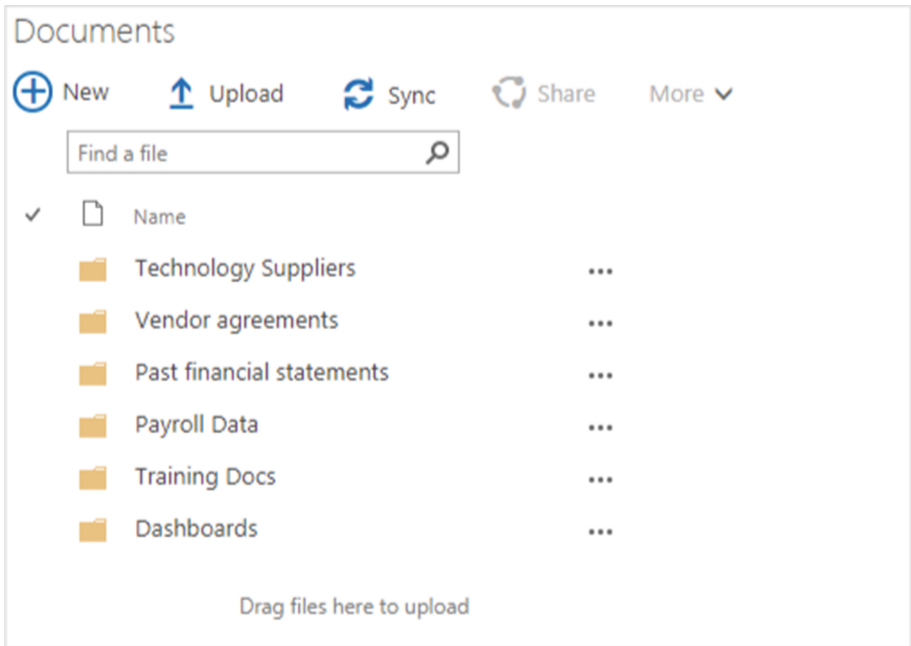 Documents
New Upload Sync Share More
Find a file
Name
Technology Suppliers
Vendor agreements
Past financial statements
Payroll Data
Training Docs
Dashboards
Drag files here to upload